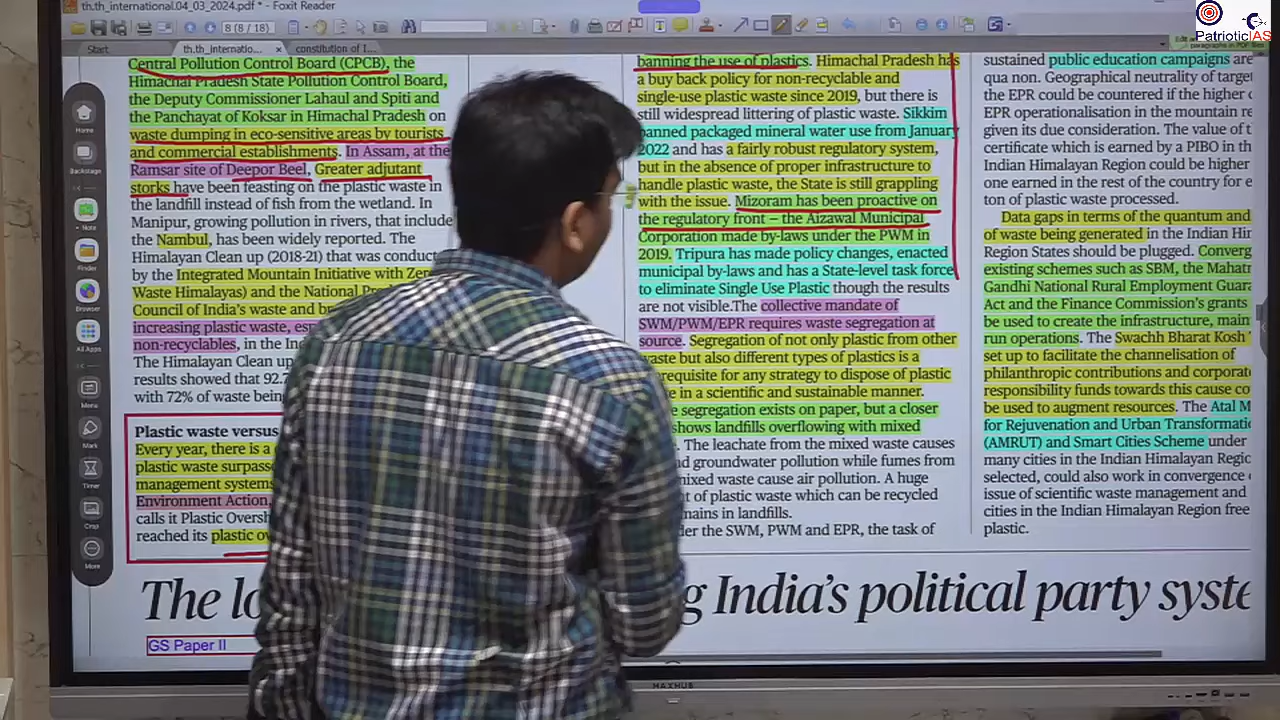 th.th_international.04_03_2024.pdf * - Foxit Reader
8 (8 / 18)
Start
th.th_internatio...
constitution of I...
PatrioticIAS
paragraphs in PDF files
Home
Backstage
Note
Finder
Browser
All Apps
Menu
Mark
Timer
Crop
More
Central Pollution Control Board (CPCB), the
Himachal Pradesh State Pollution Control Board,
the Deputy Commissioner Lahaul and Spiti and
the Panchayat of Koksar in Himachal Pradesh on
waste dumping in eco-sensitive areas by tourists
and commercial establishments. In Assam, at the
Ramsar site of Deepor Beel, Greater adjutant
storks have been feasting on the plastic waste in
the landfill instead of fish from the wetland. In
Manipur, growing pollution in rivers, that include
the Nambul, has been widely reported. The
Himalayan Clean up (2018-21) that was conduct
by the Integrated Mountain Initiative with Zero
Waste Himalayas) and the National Pr
Council of India's waste and br
increasing plastic waste, esp
non-recyclables, in the Ind
The Himalayan Clean up
results showed that 92.7
with 72% of waste bein
Plastic waste versus
Every year, there is a
plastic waste surpass
management systems
Environment Action,
calls it Plastic Oversh
reached its plastic ov
banning the use of plastics. Himachal Pradesh has
a buy back policy for non-recyclable and
single-use plastic waste since 2019, but there is
still widespread littering of plastic waste. Sikkim
banned packaged mineral water use from January
2022 and has a fairly robust regulatory system,
but in the absence of proper infrastructure to
handle plastic waste, the State is still grappling
with the issue. Mizoram has been proactive on
the regulatory front – the Aizawal Municipal
Corporation made by-laws under the PWM in
2019. Tripura has made policy changes, enacted
municipal by-laws and has a State-level task force
to eliminate Single Use Plastic though the results
are not visible.The collective mandate of
SWM/PWM/EPR requires waste segregation at
source. Segregation of not only plastic from other
waste but also different types of plastics is a
requisite for any strategy to dispose of plastic
e in a scientific and sustainable manner.
e segregation exists on paper, but a closer
shows landfills overflowing with mixed
. The leachate from the mixed waste causes
nd groundwater pollution while fumes from
mixed waste cause air pollution. A huge
nt of plastic waste which can be recycled
mains in landfills.
der the SWM, PWM and EPR, the task of
sustained public education campaigns are
qua non. Geographical neutrality of target
the EPR could be countered if the higher c
EPR operationalisation in the mountain re
given its due consideration. The value of t
certificate which is earned by a PIBO in th
Indian Himalayan Region could be higher
one earned in the rest of the country for e
ton of plastic waste processed.
Data gaps in terms of the quantum and
of waste being generated in the Indian Hir
Region States should be plugged. Converg
existing schemes such as SBM, the Mahatr
Gandhi National Rural Employment Guara
Act and the Finance Commission's grants
be used to create the infrastructure, main
run operations. The Swachh Bharat Kosh
set up to facilitate the channelisation of
philanthropic contributions and corporate
responsibility funds towards this cause co
be used to augment resources. The Atal M
for Rejuvenation and Urban Transformatio
(AMRUT) and Smart Cities Scheme under
many cities in the Indian Himalayan Regio
selected, could also work in convergence
issue of scientific waste management and
cities in the Indian Himalayan Region free
plastic.
The lo g India's political party syste
GS Paper II
MAXHUB